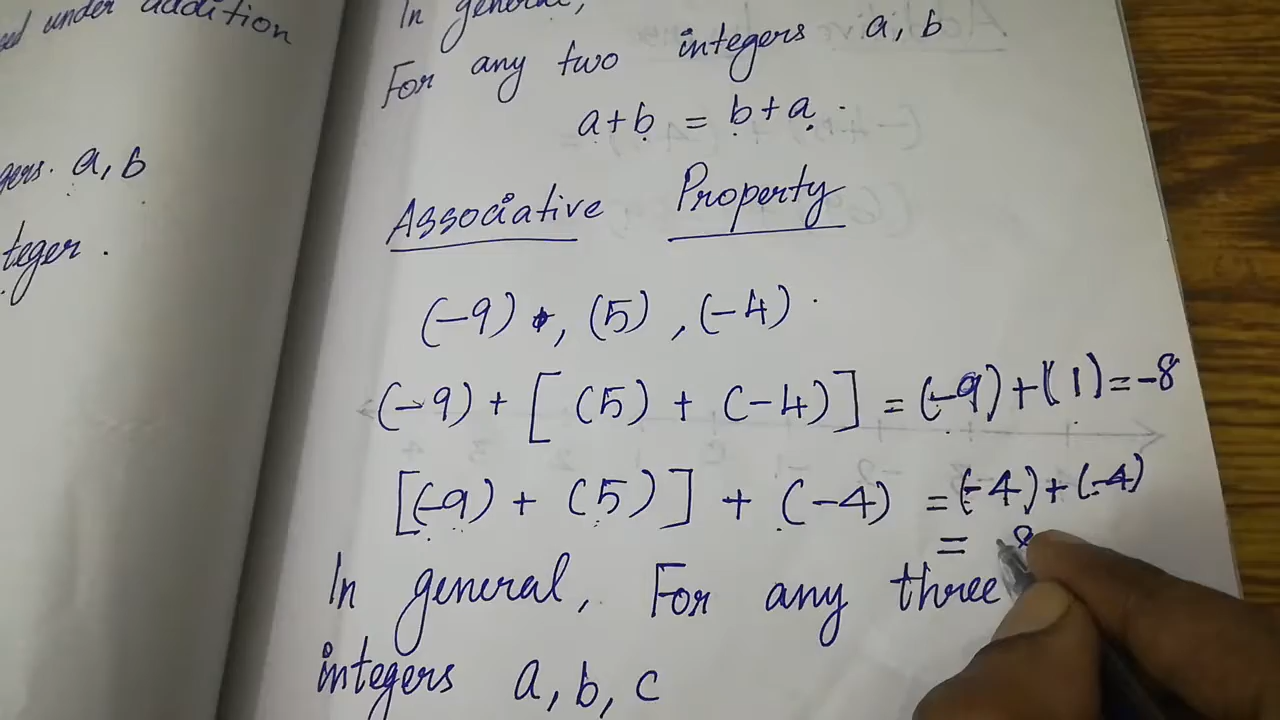 under addition
a, b
teger.
In general,
For any two integers a, b
a+b = b+a.
Associative Property
(-9), (5), (-4).
(-9) + [(5) + (-4)] = (-9)+(1) = -8
[(-9) + (5)] + (-4) = (-4)+(-4)
= 8
In general, For any three
integers a, b, c